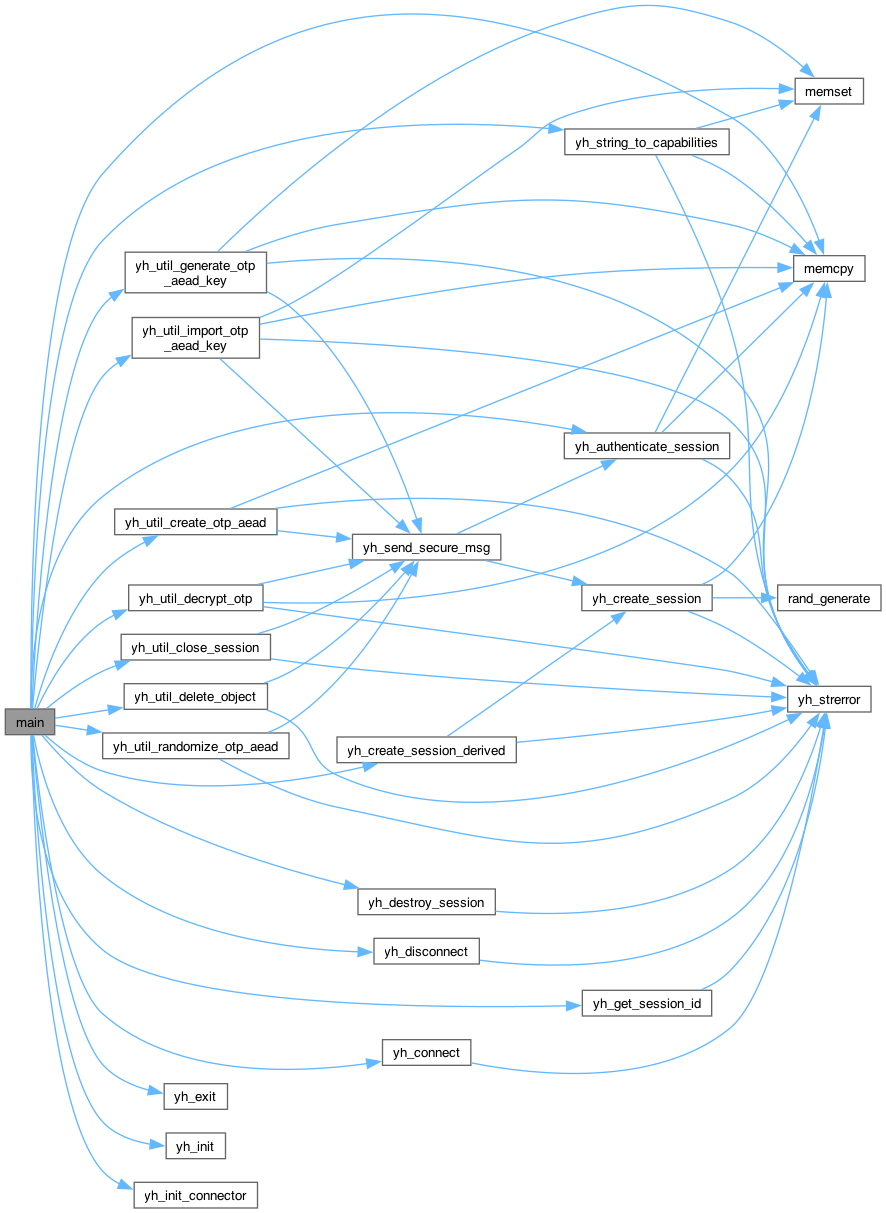 memset
yh_string_to_capabilities
yh_util_generate_otp
_aead_key
memcpy
yh_util_import_otp
_aead_key
yh_authenticate_session
yh_util_create_otp_aead
yh_send_secure_msg
yh_util_decrypt_otp
yh_create_session
rand_generate
yh_util_close_session
yh_util_delete_object
yh_strerror
main
yh_util_randomize_otp_aead
yh_create_session_derived
yh_destroy_session
yh_disconnect
yh_get_session_id
yh_connect
yh_exit
yh_init
yh_init_connector